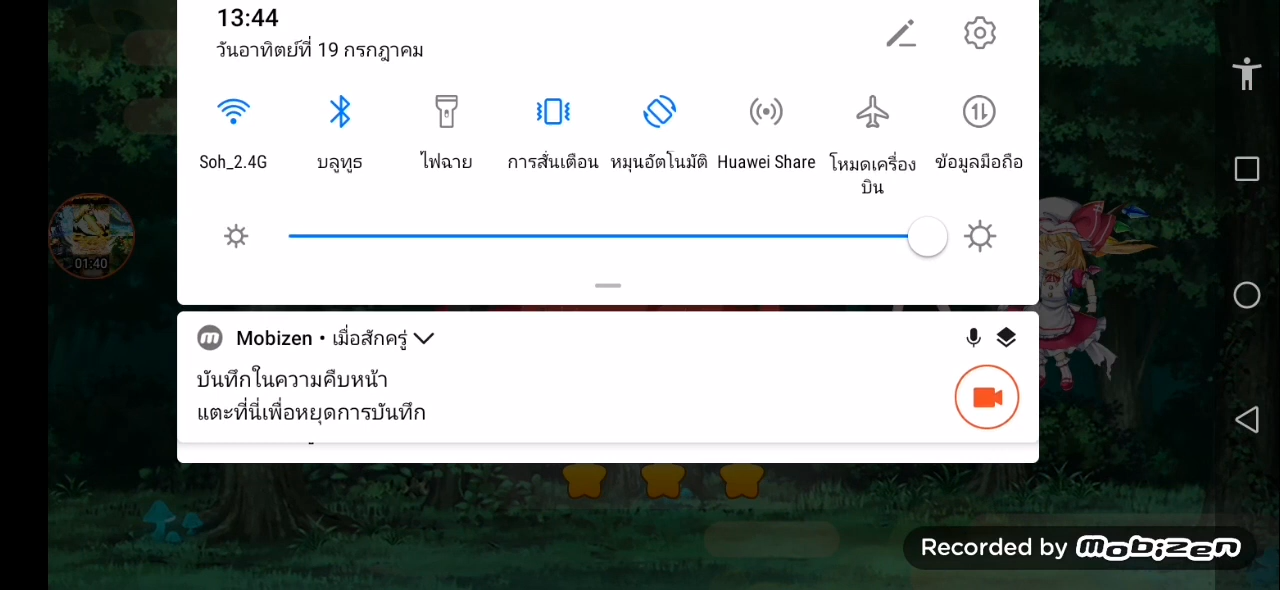 13:44
วันอาทิตย์ที่ 19 กรกฎาคม
Soh_2.4G
บลูทูธ
ไฟฉาย
การสั่นเตือน
หมุนอัตโนมัติ
Huawei Share
โหมดเครื่อง
บิน
ข้อมูลมือถือ
01:40
Mobizen • เมื่อสักครู่
บันทึกในความคืบหน้า
แตะที่นี่เพื่อหยุดการบันทึก
Recorded by mobizen